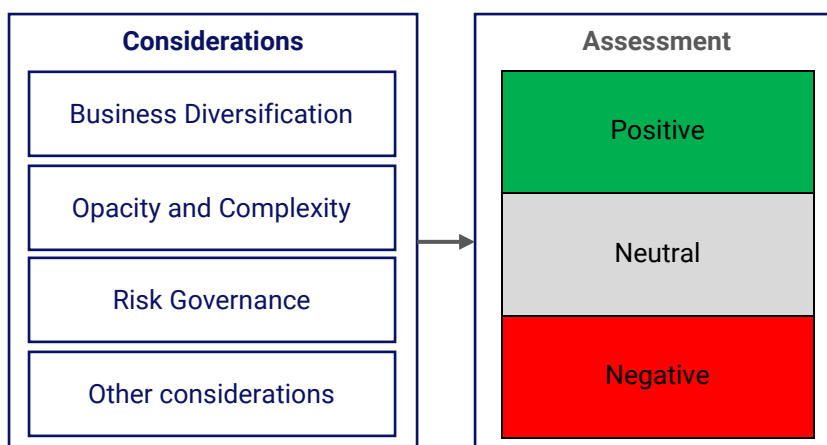 Considerations
Business Diversification
Opacity and Complexity
Risk Governance
Other considerations
Assessment
Positive
Neutral
Negative